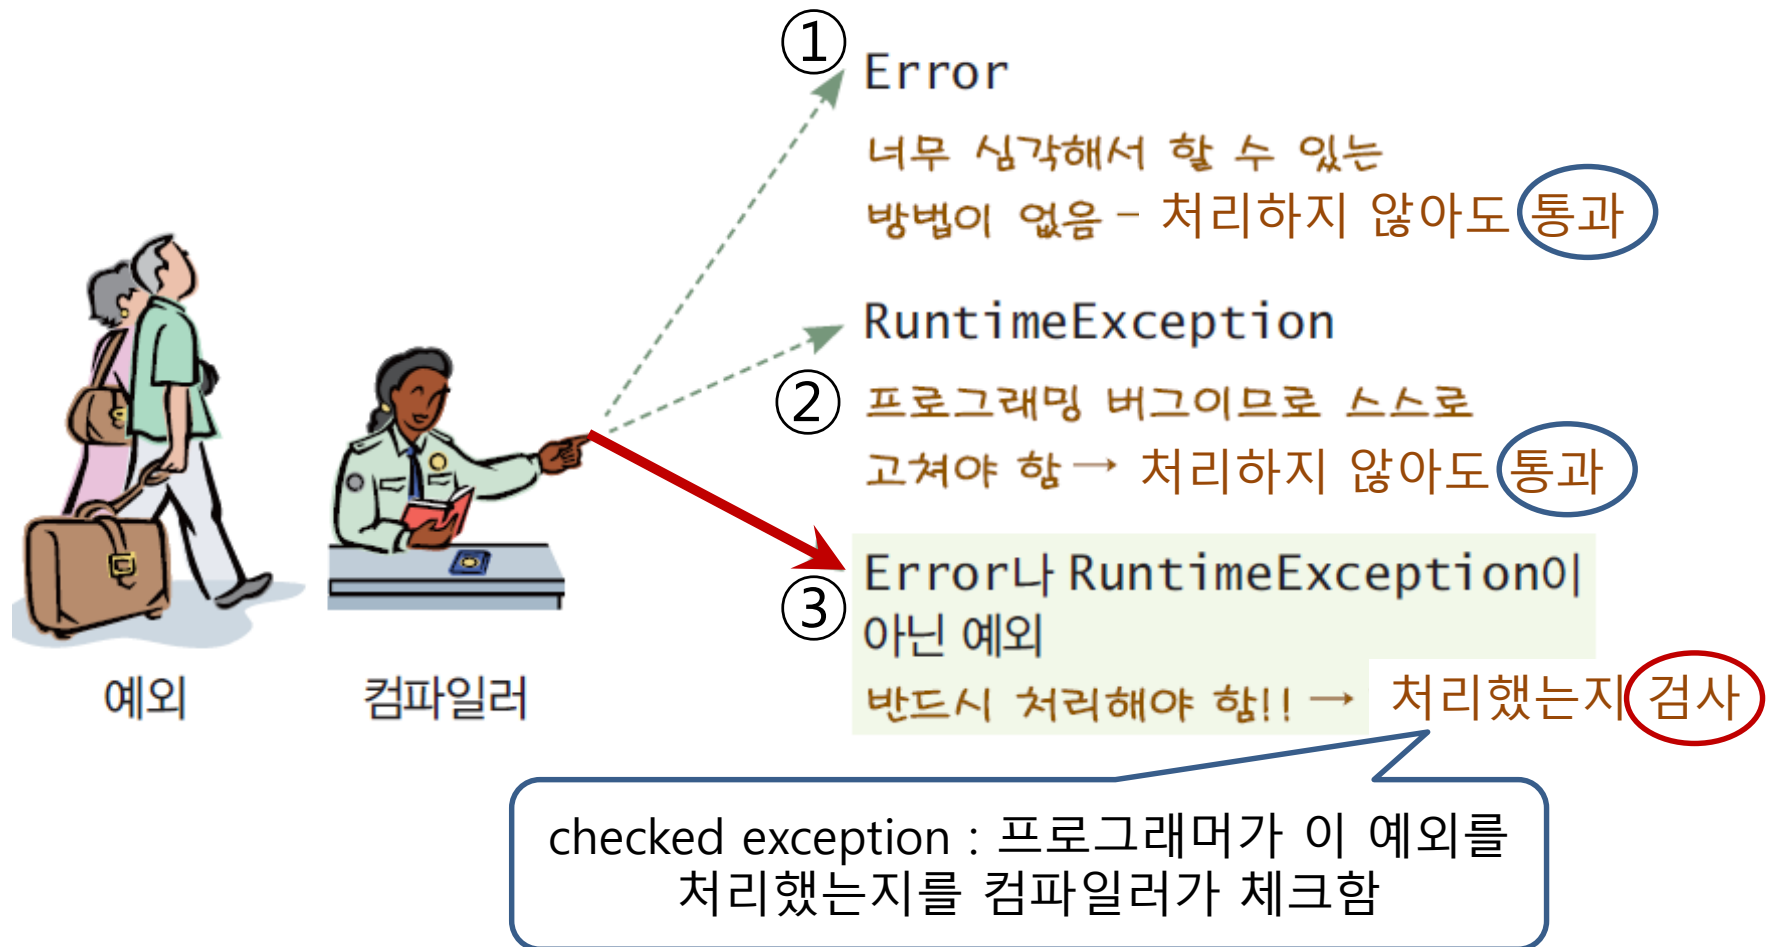 ①
Error
너무 심각해서 할 수 있는
방법이 없음 - 처리하지 않아도 통과
RuntimeException
②
프로그래밍 버그이므로 스스로
고쳐야 함 → 처리하지 않아도 통과
③
Error나 RuntimeException이
아닌 예외
반드시 처리해야 함!! → 처리했는지 검사
예외
컴파일러
checked exception : 프로그래머가 이 예외를
처리했는지를 컴파일러가 체크함